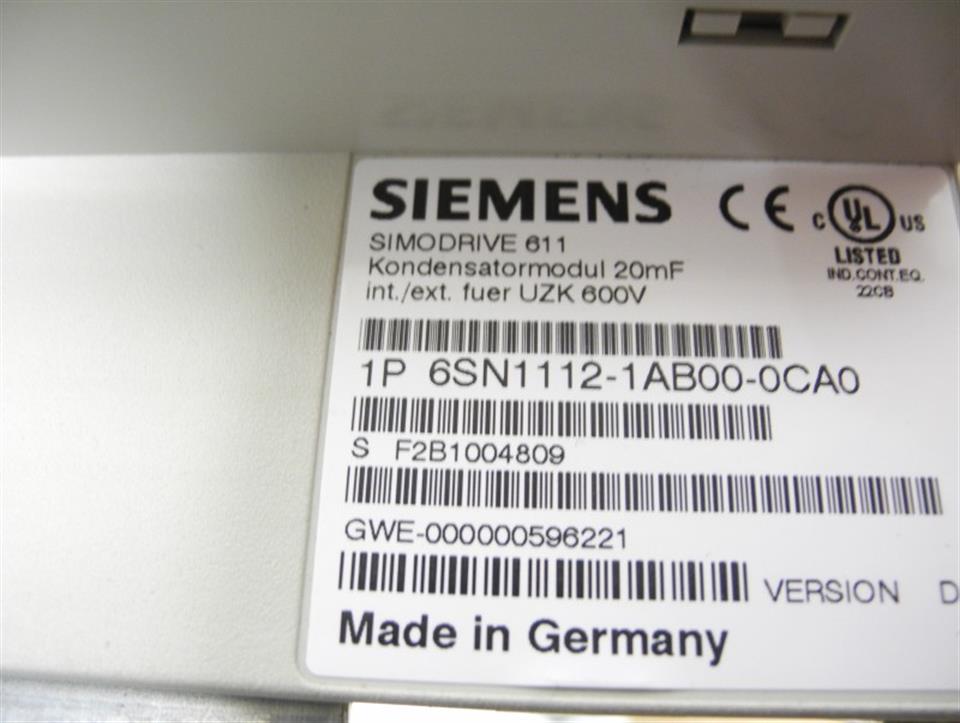 SIEMENS CE C UL US
SIMODRIVE 611 LISTED
Kondensatormodul 20mF IND.CONT.EQ.
int./ext. fuer UZK 600V 22CB
1P 6SN1112-1AB00-0CA0
S F2B1004809
GWE-000000596221
VERSION D
Made in Germany